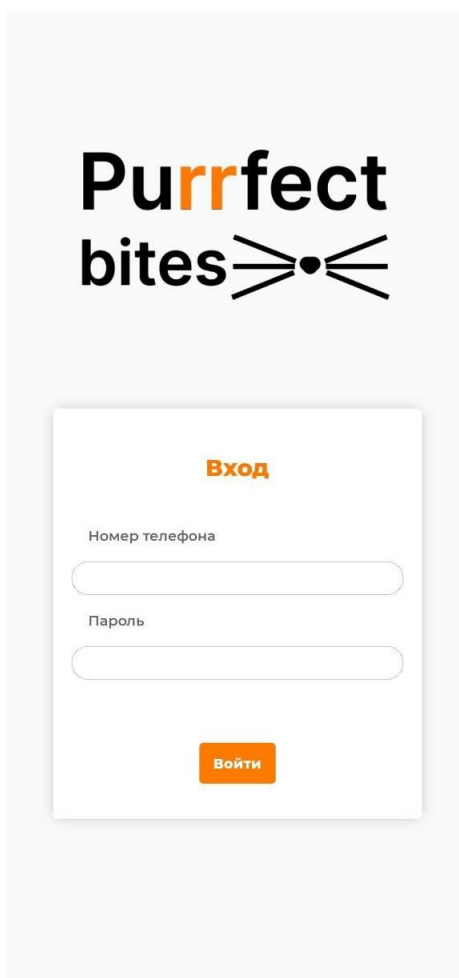 Purrfect
bites
Вход
Номер телефона
Пароль
Войти